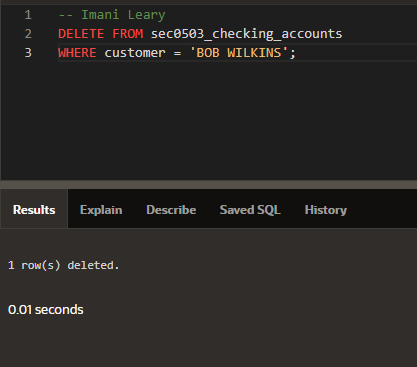 1 -- Imani Leary
2 DELETE FROM sec0503_checking_accounts
3 WHERE customer = 'BOB WILKINS';
Results Explain Describe Saved SQL History
1 row(s) deleted.
0.01 seconds